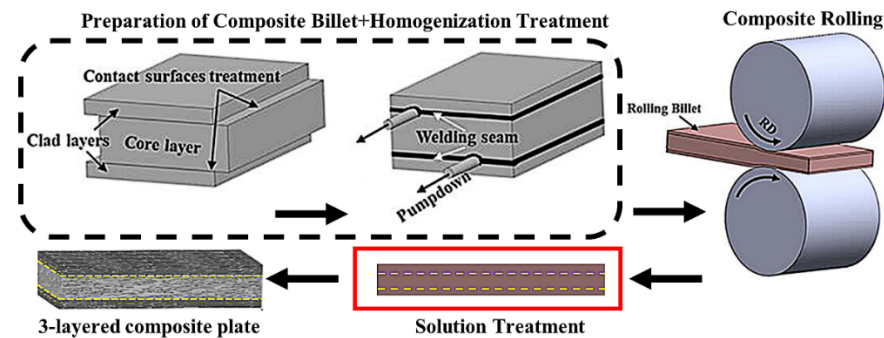 Preparation of Composite Billet+Homogenization Treatment
Composite Rolling
Contact surfaces treatment
Clad layers
Core layer
Welding seam
Pumpdown
Rolling Billet
RD
3-layered composite plate
Solution Treatment